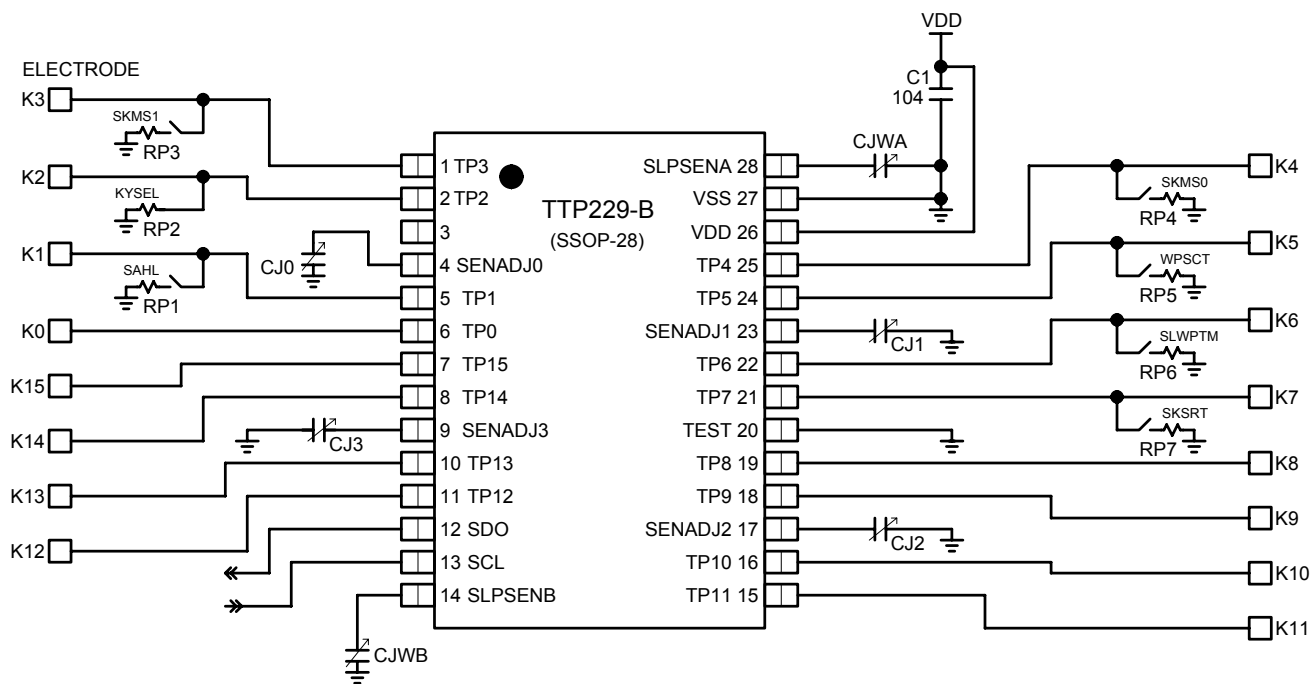 VDD
ELECTRODE
C1
104
K3
SKMS1
RP3
CJWA
K2
KYSEL
RP2
K1
SAHL
RP1
CJ0
K0
K15
K14
CJ3
K13
K12
CJWB
TTP229-B
(SSOP-28)
1 TP3
2 TP2
3
4 SENADJ0
5 TP1
6 TP0
7 TP15
8 TP14
9 SENADJ3
10 TP13
11 TP12
12 SDO
13 SCL
14 SLPSENB
SLPSENA 28
VSS 27
VDD 26
TP4 25
TP5 24
SENADJ1 23
TP6 22
TP7 21
TEST 20
TP8 19
TP9 18
SENADJ2 17
TP10 16
TP11 15
K4
SKMS0
RP4
K5
WPSCT
RP5
CJ1
K6
SLWPTM
RP6
K7
SKSRT
RP7
K8
K9
CJ2
K10
K11